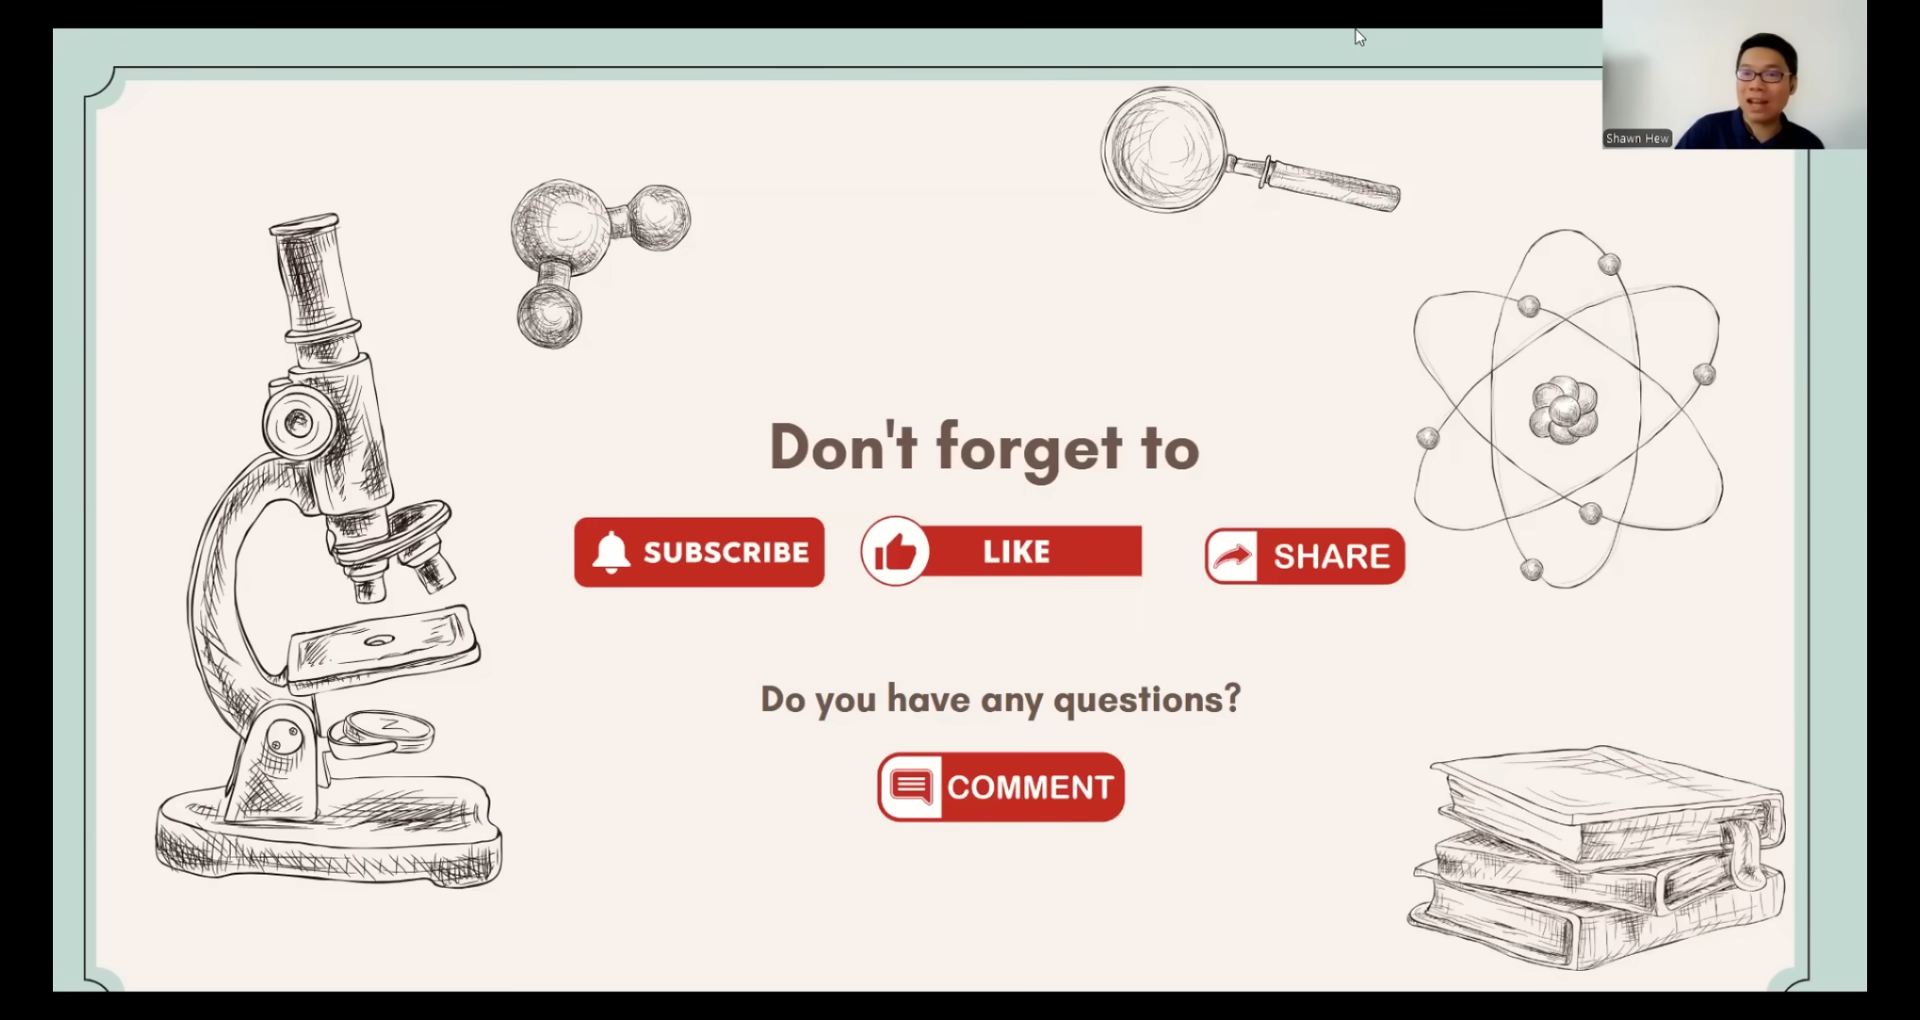 Shawn Hew
Don't forget to
SUBSCRIBE
LIKE
SHARE
Do you have any questions?
COMMENT